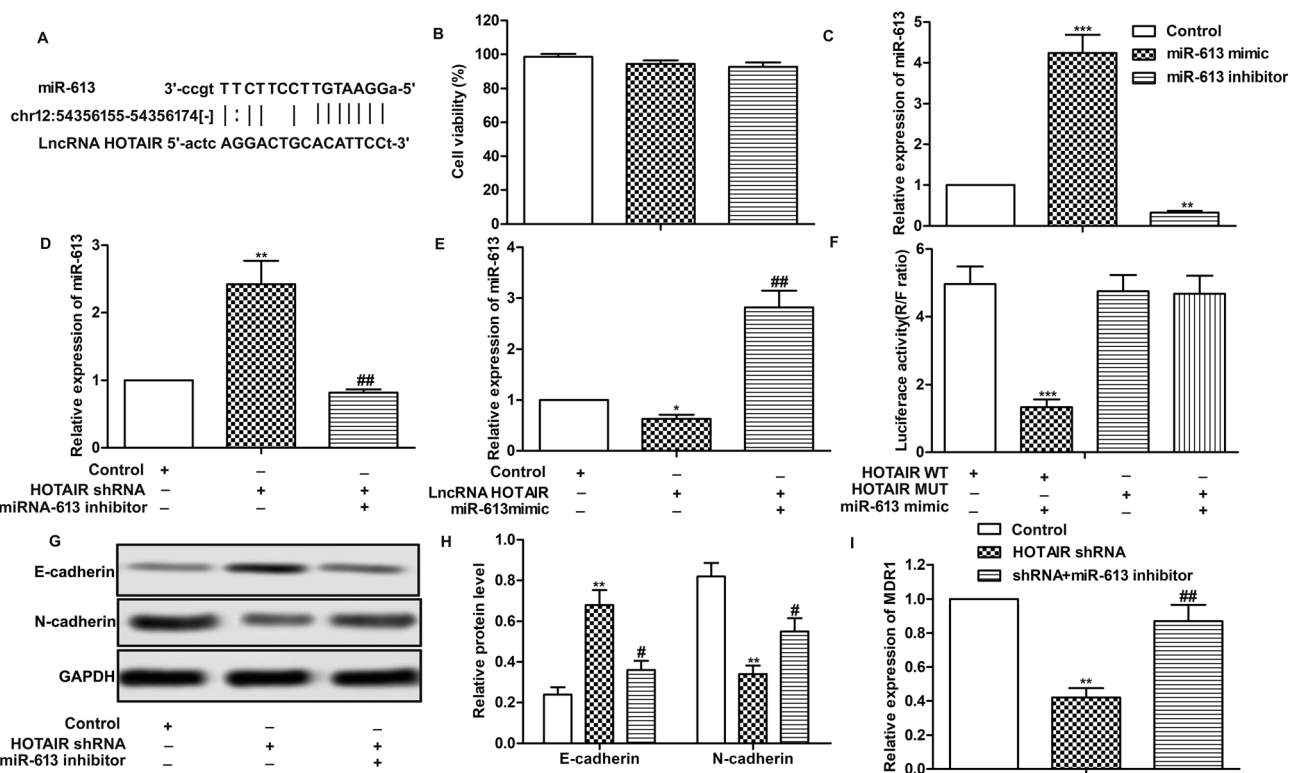 A
miR-613 3'-ccgt TTCTTCCTTGTAAGGa-5'
chr12:54356155-54356174[-] |:|| | |||||||
LncRNA HOTAIR 5'-actc AGGACTGCACATTCCt-3'
B
Cell viability (%)
120
100
80
60
40
20
0
C
Relative expression of miR-613
5
4
3
2
1
0
***
**
Control
miR-613 mimic
miR-613 inhibitor
D
Relative expression of miR-613
3
2
1
0
**
##
Control + – –
HOTAIR shRNA – + +
miRNA-613 inhibitor – – +
E
Relative expression of miR-613
4
3
2
1
0
*
##
Control + – –
LncRNA HOTAIR – + +
miR-613mimic – – +
F
Luciferace activity(R/F ratio)
6
4
2
0
***
HOTAIR WT + + – –
HOTAIR MUT – – + +
miR-613 mimic – + – +
G
E-cadherin
N-cadherin
GAPDH
Control + – –
HOTAIR shRNA – + +
miR-613 inhibitor – – +
H
Relative protein level
1.0
0.8
0.6
0.4
0.2
0.0
**
#
**
#
E-cadherin N-cadherin
Control
HOTAIR shRNA
shRNA+miR-613 inhibitor
I
Relative expression of MDR1
1.2
1.0
0.8
0.6
0.4
0.2
0.0
**
##